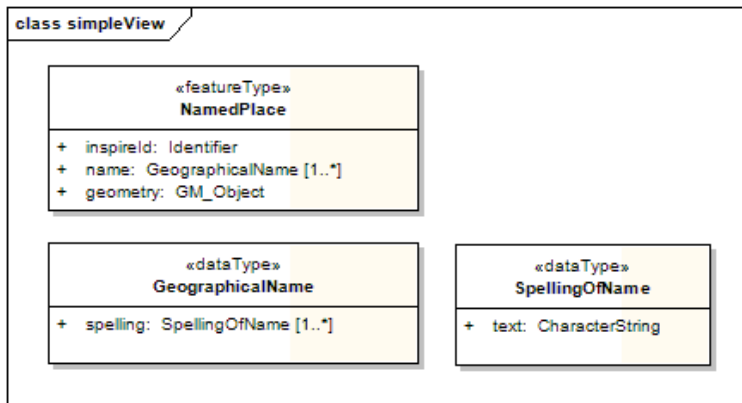 class simpleView
«featureType»
NamedPlace
+ inspireId: Identifier
+ name: GeographicalName [1..*]
+ geometry: GM_Object
«dataType»
GeographicalName
+ spelling: SpellingOfName [1..*]
«dataType»
SpellingOfName
+ text: CharacterString